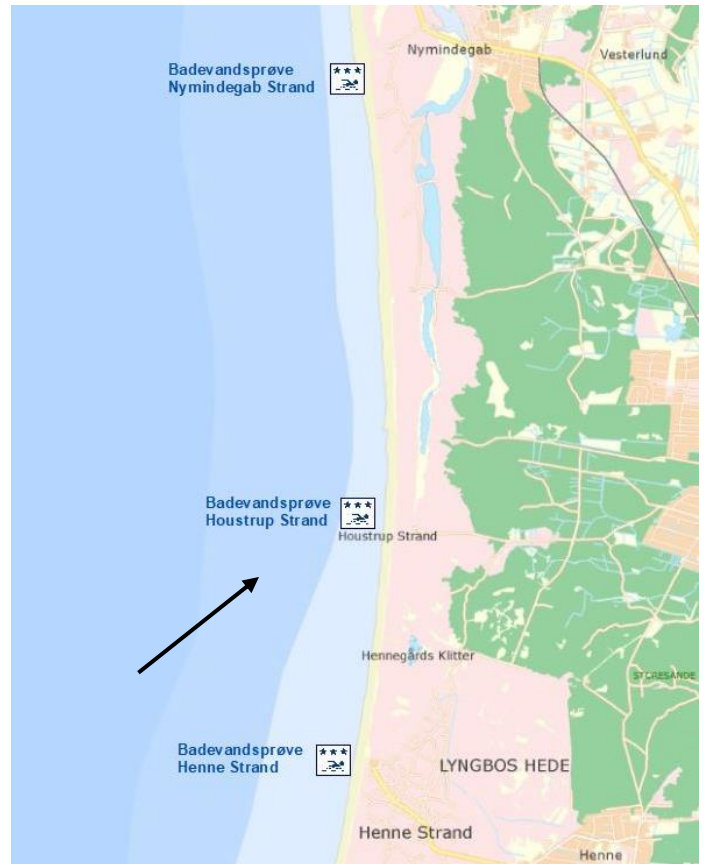 Nymindegab
Vesterlund
Badevandsprøve
Nymindegab Strand
Badevandsprøve
Houstrup Strand
Houstrup Strand
Hennegårds Klitter
STORESANDE
Badevandsprøve
Henne Strand
LYNGBOS HEDE
Henne Strand
Henne